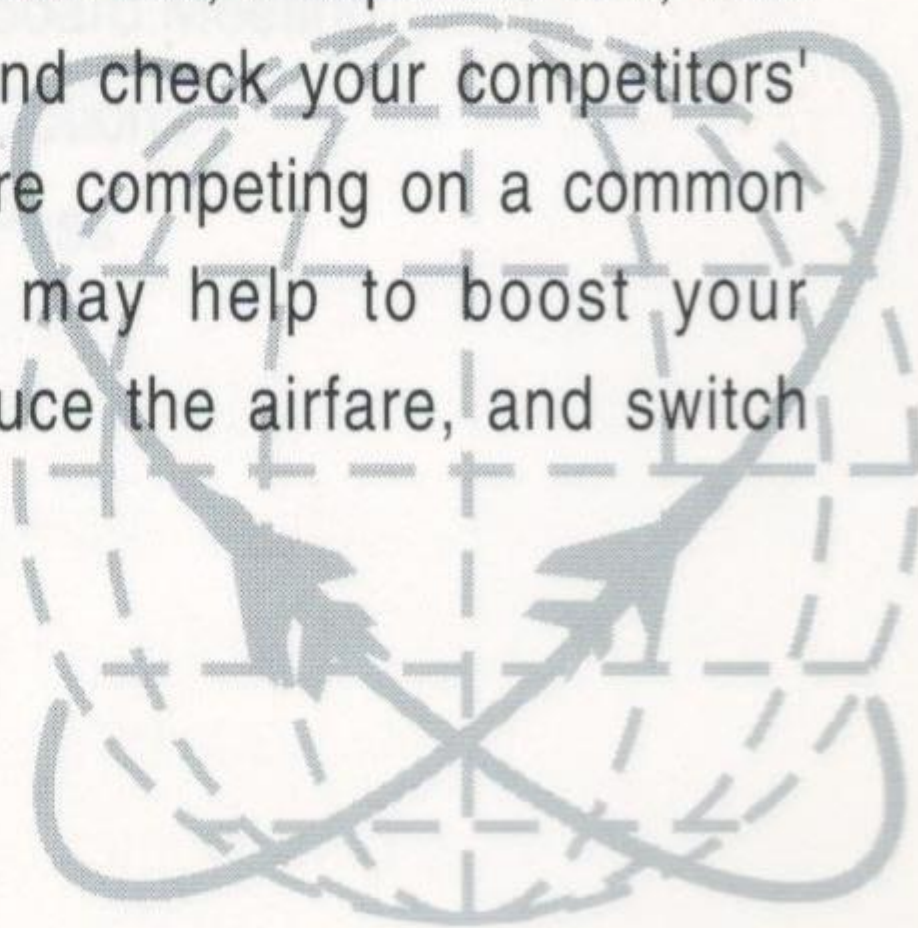 nd check your competitors'
re competing on a common
may help to boost your
uce the airfare, and switch